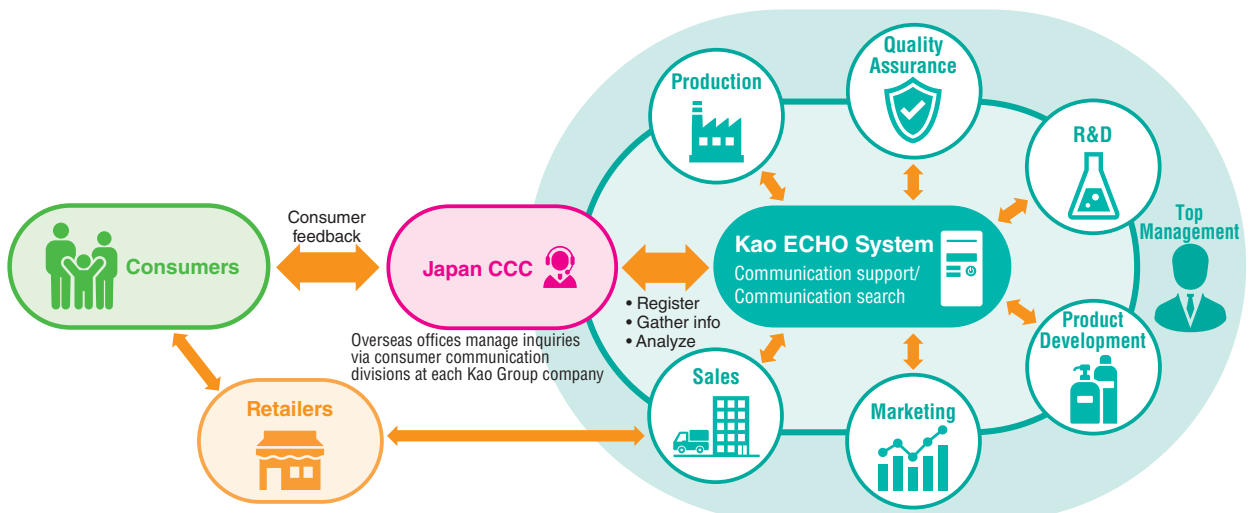 Consumers
Consumer
feedback
Japan CCC
Overseas offices manage inquiries
via consumer communication
divisions at each Kao Group company
Retailers
• Register
• Gather info
• Analyze
Kao ECHO System
Communication support/
Communication search
Production
Quality
Assurance
R&D
Product
Development
Marketing
Sales
Top
Management